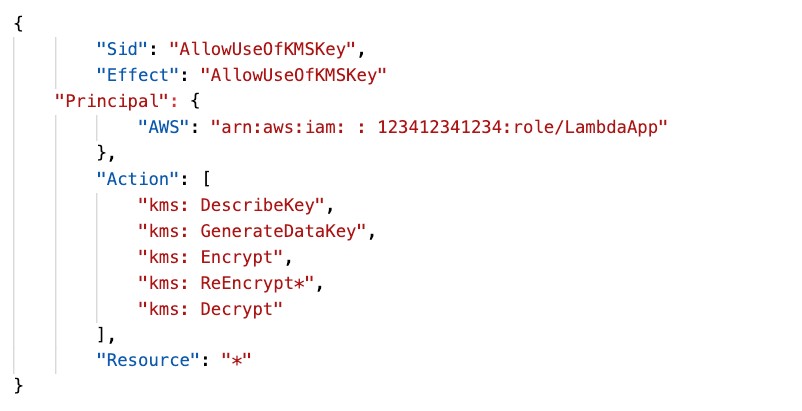 {
"Sid": "AllowUseOfKMSKey",
"Effect": "AllowUseOfKMSKey"
"Principal": {
"AWS": "arn:aws:iam: : 123412341234:role/LambdaApp"
},
"Action": [
"kms: DescribeKey",
"kms: GenerateDataKey",
"kms: Encrypt",
"kms: ReEncrypt*",
"kms: Decrypt"
],
"Resource": "*"
}